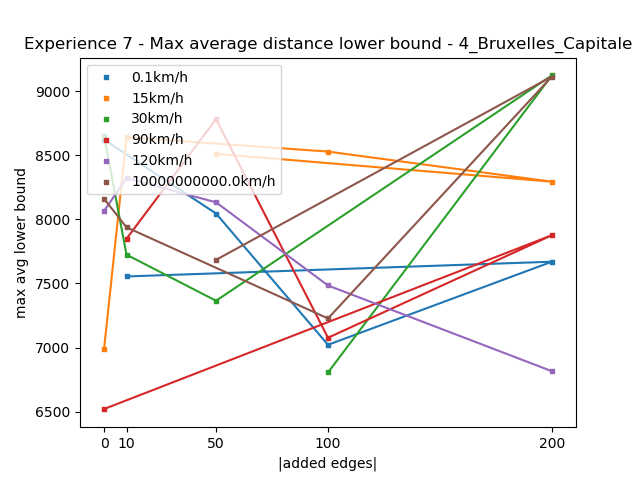 Experience 7 - Max average distance lower bound - 4_Bruxelles_Capitale
9000
8500
8000
7500
7000
6500
max avg lower bound
0.1km/h
15km/h
30km/h
90km/h
120km/h
10000000000.0km/h
0 10 50 100 200
|added edges|